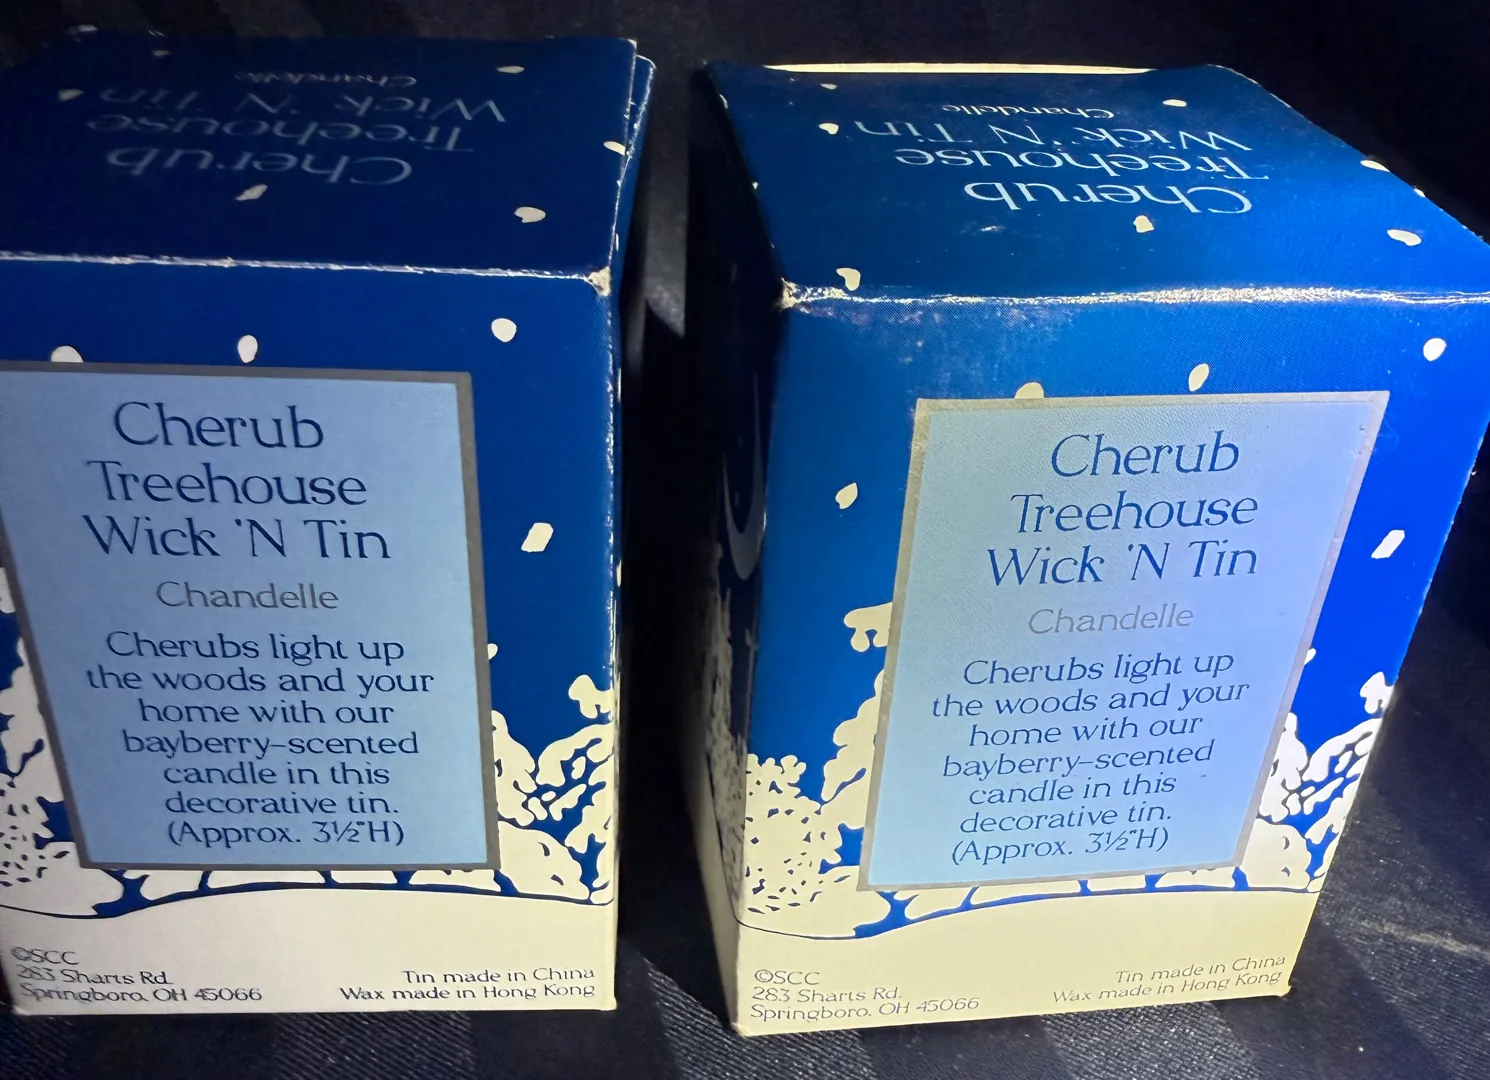 Chandelle
Wick 'N Tin
Treehouse
Cherub
Cherub
Treehouse
Wick 'N Tin
Chandelle
Cherubs light up
the woods and your
home with our
bayberry-scented
candle in this
decorative tin.
(Approx. 3½"H)
©SCC
283 Sharts Rd.
Springboro, OH 45066
Tin made in China
Wax made in Hong Kong
Chandelle
Wick 'N Tin
Treehouse
Cherub
Cherub
Treehouse
Wick 'N Tin
Chandelle
Cherubs light up
the woods and your
home with our
bayberry-scented
candle in this
decorative tin.
(Approx. 3½"H)
©SCC
283 Sharts Rd.
Springboro, OH 45066
Tin made in China
Wax made in Hong Kong